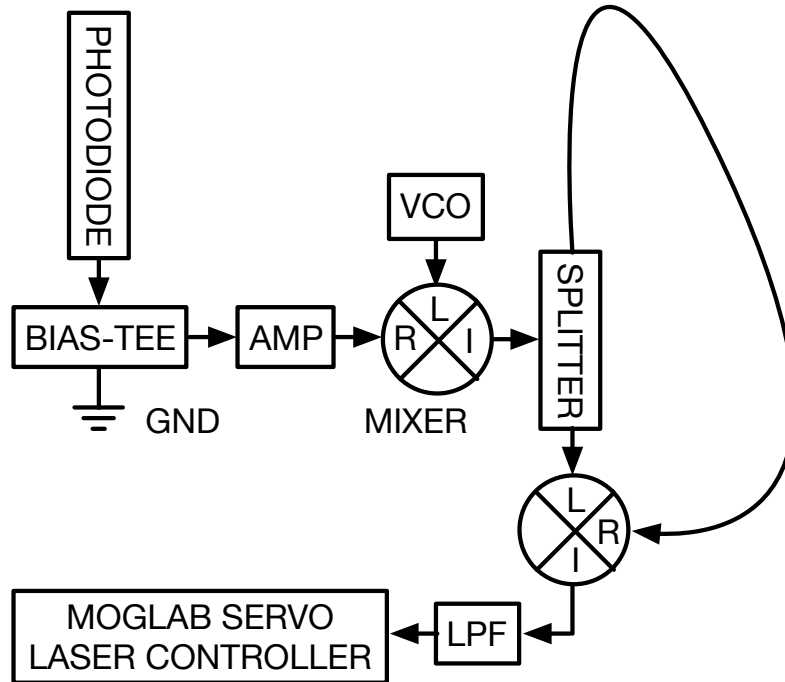 PHOTODIODE
VCO
BIAS-TEE
AMP
L
R
I
SPLITTER
GND
MIXER
L
R
I
MOGLAB SERVO
LASER CONTROLLER
LPF